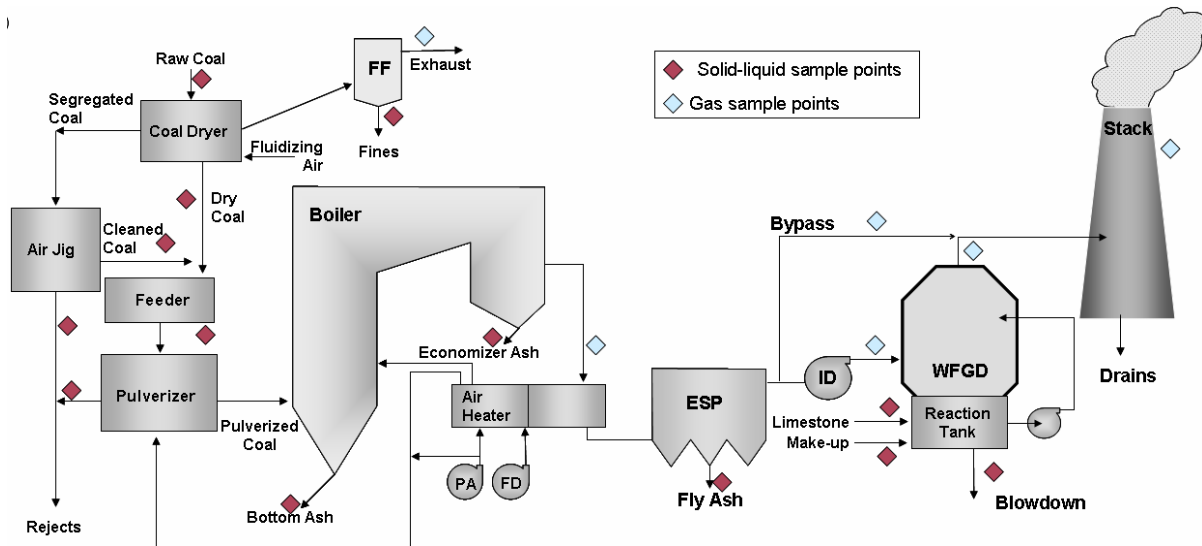 )
Raw Coal
Segregated
Coal
Coal Dryer
FF
Exhaust
Fines
Fluidizing
Air
Solid-liquid sample points
Gas sample points
Stack
Dry
Coal
Air Jig
Cleaned
Coal
Feeder
Pulverizer
Pulverized
Coal
Rejects
Boiler
Economizer Ash
Bottom Ash
Air
Heater
PA
FD
ESP
Fly Ash
Bypass
ID
WFGD
Limestone
Make-up
Reaction
Tank
Blowdown
Drains